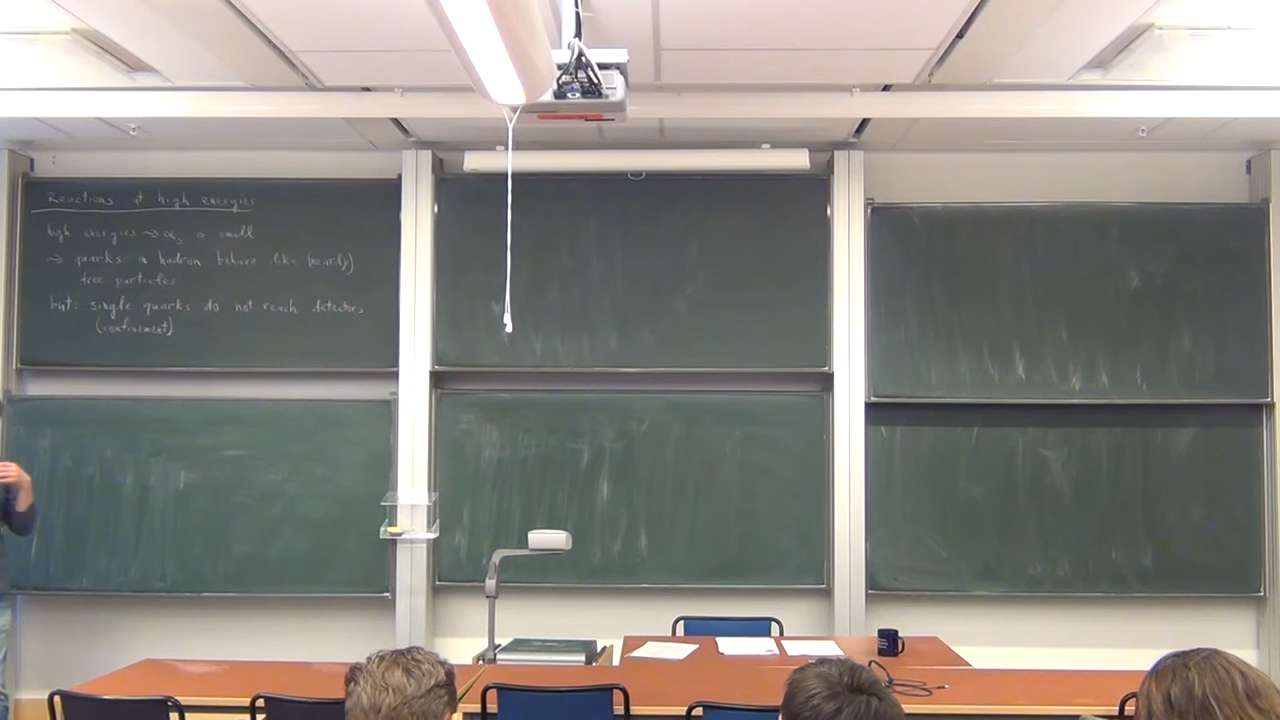 Reactions at high energies
high energies → αs is small
→ quarks in hadron behave like (nearly)
free particles
but: single quarks do not reach detectors
(confinement)